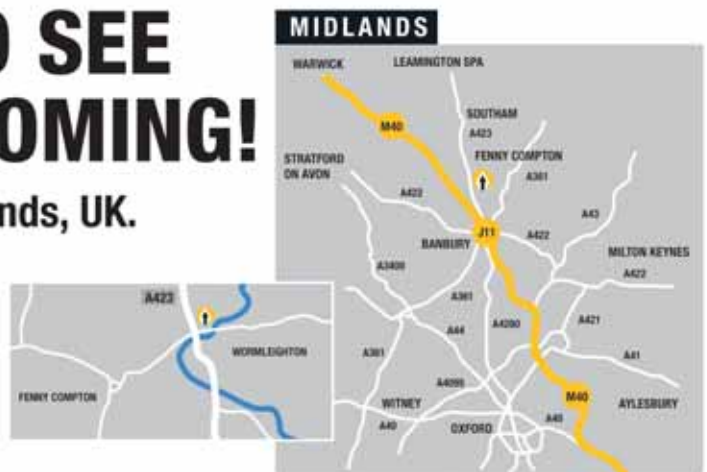 O SEE
OMING!
nds, UK.
MIDLANDS
WARWICK
LEAMINGTON SPA
M40
SOUTHAM
A423
FENNY COMPTON
STRATFORD
ON AVON
A361
A422
A43
J11
A422
BANBURY
MILTON KEYNES
A3400
A422
A361
A44
A4260
A421
A361
A41
A4095
M40
WITNEY
AYLESBURY
A40
OXFORD
A40
A423
WORMLEIGHTON
FENNY COMPTON